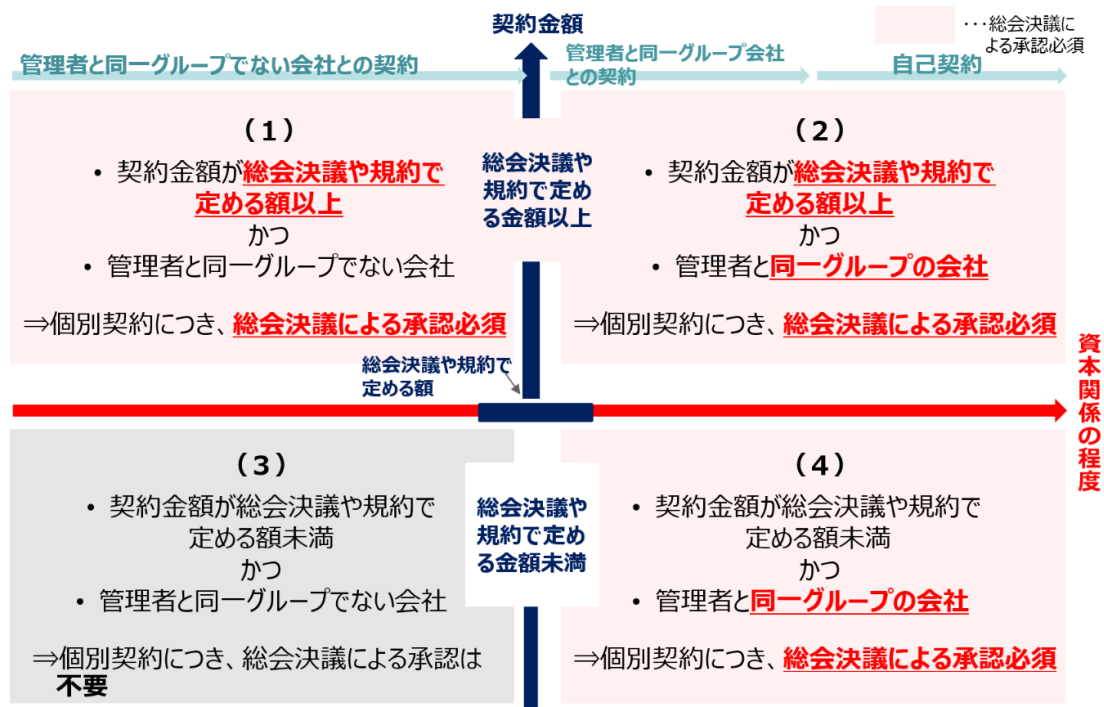 契約金額
・・・総会決議に
よる承認必須
管理者と同一グループでない会社との契約
管理者と同一グループ会社
との契約
自己契約
（１）
• 契約金額が総会決議や規約で
定める額以上
かつ
• 管理者と同一グループでない会社
⇒個別契約につき、総会決議による承認必須
総会決議や
規約で定め
る金額以上
（２）
• 契約金額が総会決議や規約で
定める額以上
かつ
• 管理者と同一グループの会社
⇒個別契約につき、総会決議による承認必須
総会決議や規約で
定める額
資本関係の程度
（３）
• 契約金額が総会決議や規約で
定める額未満
かつ
• 管理者と同一グループでない会社
⇒個別契約につき、総会決議による承認は
不要
総会決議や
規約で定め
る金額未満
（４）
• 契約金額が総会決議や規約で
定める額未満
かつ
• 管理者と同一グループの会社
⇒個別契約につき、総会決議による承認必須